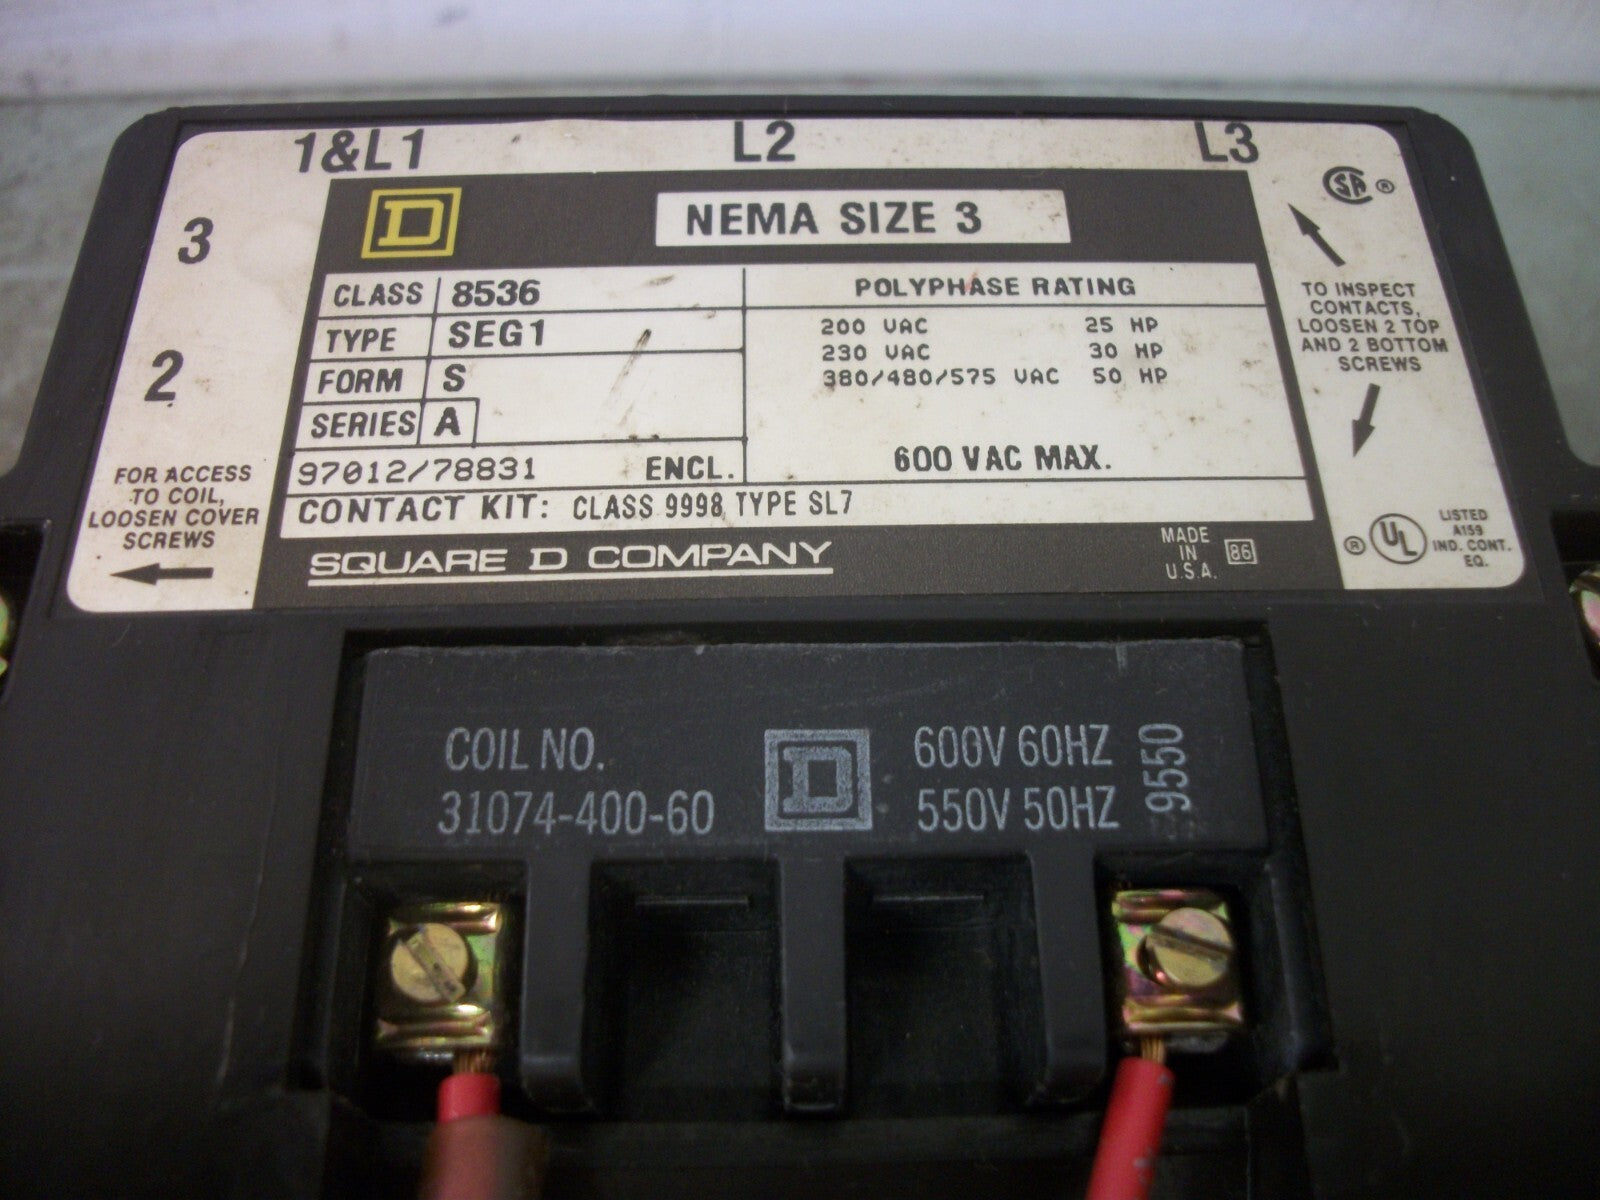 1&L1 L2 L3
3
2
FOR ACCESS
TO COIL,
LOOSEN COVER
SCREWS
D
NEMA SIZE 3
CLASS 8536
TYPE SEG1
FORM S
SERIES A
97012/78831 ENCL.
POLYPHASE RATING
200 VAC 25 HP
230 VAC 30 HP
380/480/575 VAC 50 HP
600 VAC MAX.
CONTACT KIT: CLASS 9998 TYPE SL7
SQUARE D COMPANY
MADE
IN
U.S.A.
86
SA ®
TO INSPECT
CONTACTS,
LOOSEN 2 TOP
AND 2 BOTTOM
SCREWS
® UL
LISTED
A159
IND. CONT.
EQ.
COIL NO.
31074-400-60
D
600V 60HZ
550V 50HZ
9550